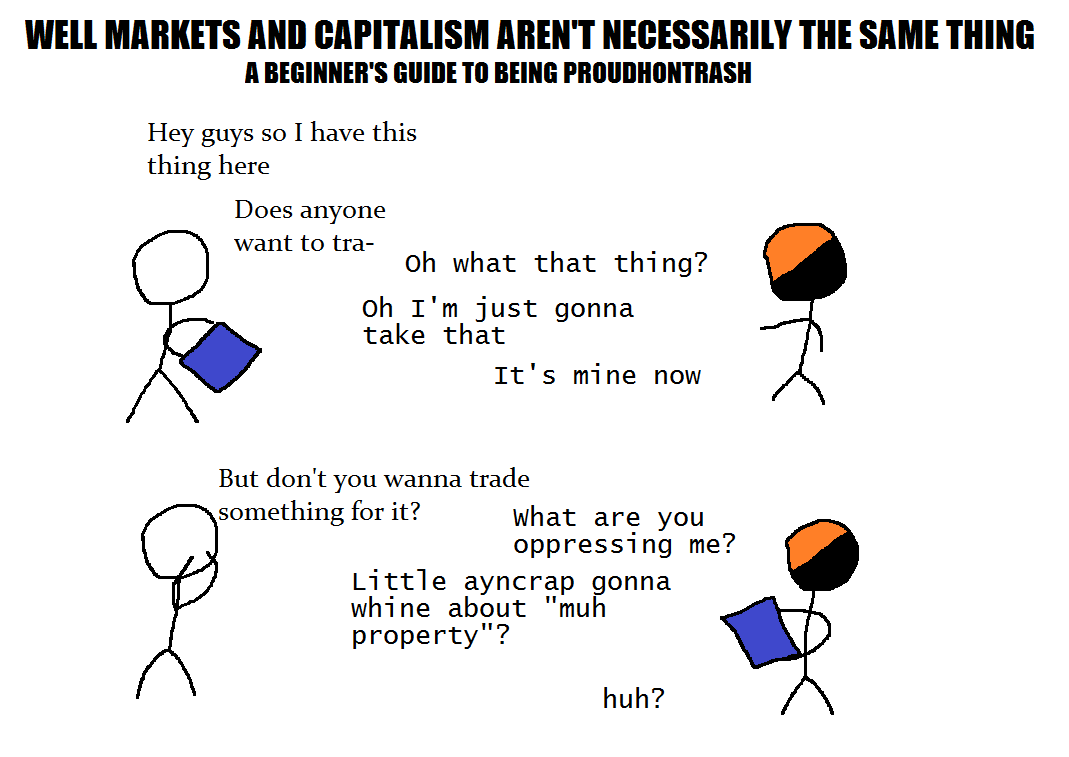 WELL MARKETS AND CAPITALISM AREN'T NECESSARILY THE SAME THING
A BEGINNER'S GUIDE TO BEING PROUDHONTRASH
Hey guys so I have this
thing here
Does anyone
want to tra-
Oh what that thing?
Oh I'm just gonna
take that
It's mine now
But don't you wanna trade
something for it?
What are you
oppressing me?
Little ayncrap gonna
whine about "muh
property"?
huh?